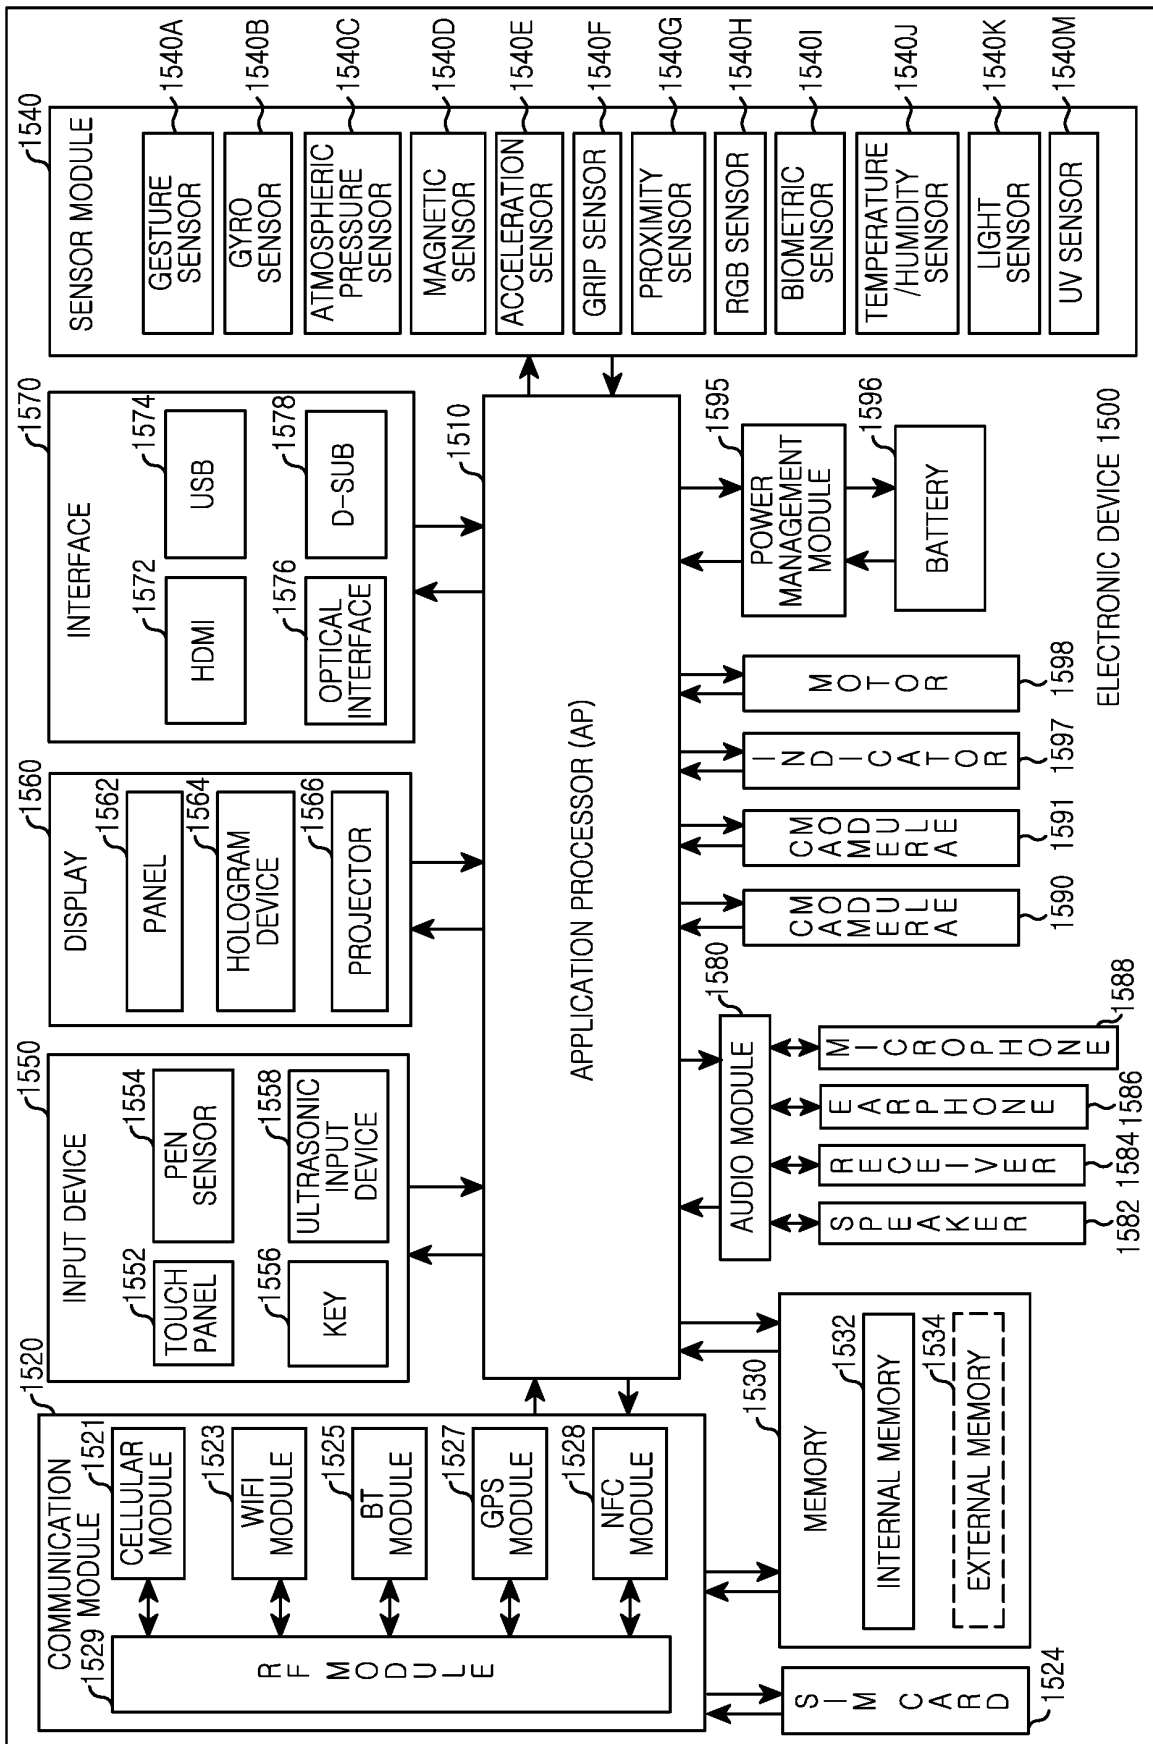 ELECTRONIC DEVICE 1500
COMMUNICATION
MODULE
1520
1529
RF MODULE
CELLULAR
MODULE
1521
WIFI
MODULE
1523
BT
MODULE
1525
GPS
MODULE
1527
NFC
MODULE
1528
SIM CARD
1524
INPUT DEVICE
1550
TOUCH
PANEL
1552
PEN
SENSOR
1554
KEY
1556
ULTRASONIC
INPUT
DEVICE
1558
DISPLAY
1560
PANEL
1562
HOLOGRAM
DEVICE
1564
PROJECTOR
1566
INTERFACE
1570
HDMI
1572
USB
1574
OPTICAL
INTERFACE
1576
D-SUB
1578
SENSOR MODULE
1540
GESTURE
SENSOR
1540A
GYRO
SENSOR
1540B
ATMOSPHERIC
PRESSURE
SENSOR
1540C
MAGNETIC
SENSOR
1540D
ACCELERATION
SENSOR
1540E
GRIP SENSOR
1540F
PROXIMITY
SENSOR
1540G
RGB SENSOR
1540H
BIOMETRIC
SENSOR
1540I
TEMPERATURE
/HUMIDITY
SENSOR
1540J
LIGHT
SENSOR
1540K
UV SENSOR
1540M
APPLICATION PROCESSOR (AP)
1510
MEMORY
1530
INTERNAL MEMORY
1532
EXTERNAL MEMORY
1534
AUDIO MODULE
1580
SPEAKER
1582
RECEIVER
1584
EARPHONE
1586
MICROPHONE
1588
CAMERA
MODULE
1590
CAMERA
MODULE
1591
INDICATOR
1597
MOTOR
1598
POWER
MANAGEMENT
MODULE
1595
BATTERY
1596